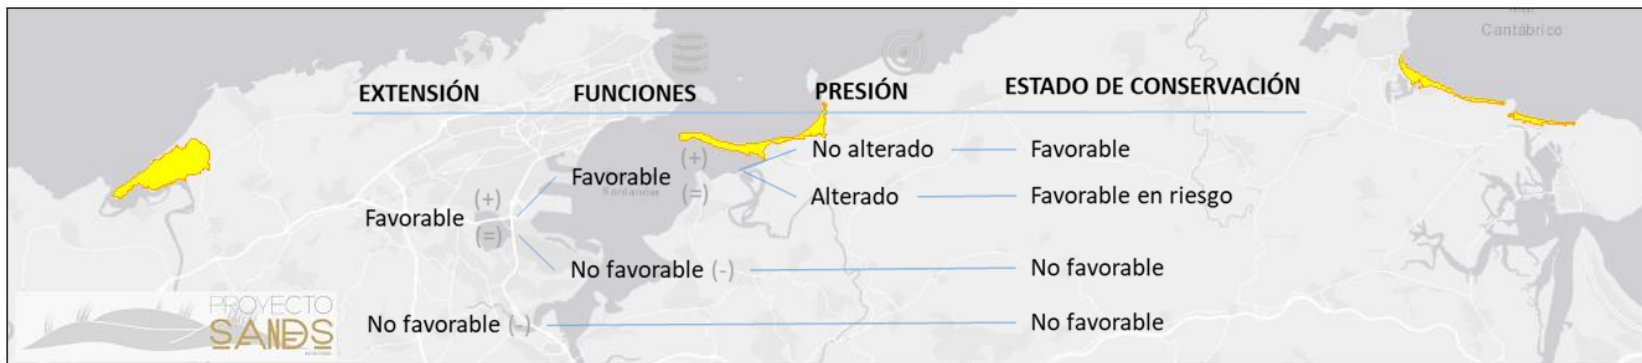 Cantábrico
EXTENSIÓN FUNCIONES PRESIÓN ESTADO DE CONSERVACIÓN
(+) No alterado Favorable
Favorable
(=) Alterado Favorable en riesgo
Santander
(+)
Favorable
(=)
No favorable (-) No favorable
No favorable (-) No favorable
PROYECTO
SANDS